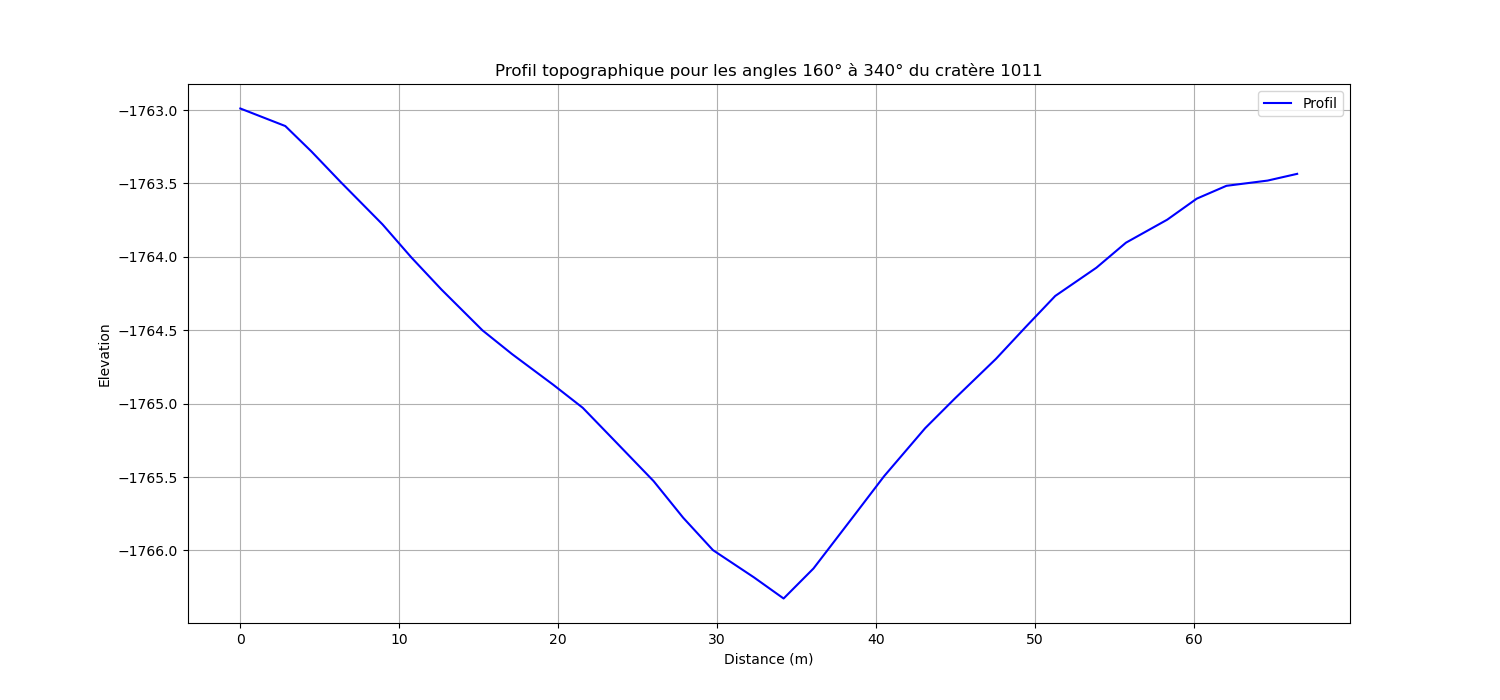 Profil topographique pour les angles 160° à 340° du cratère 1011
Profil
−1763.0
−1763.5
−1764.0
−1764.5
−1765.0
−1765.5
−1766.0
Elevation
0 10 20 30 40 50 60
Distance (m)